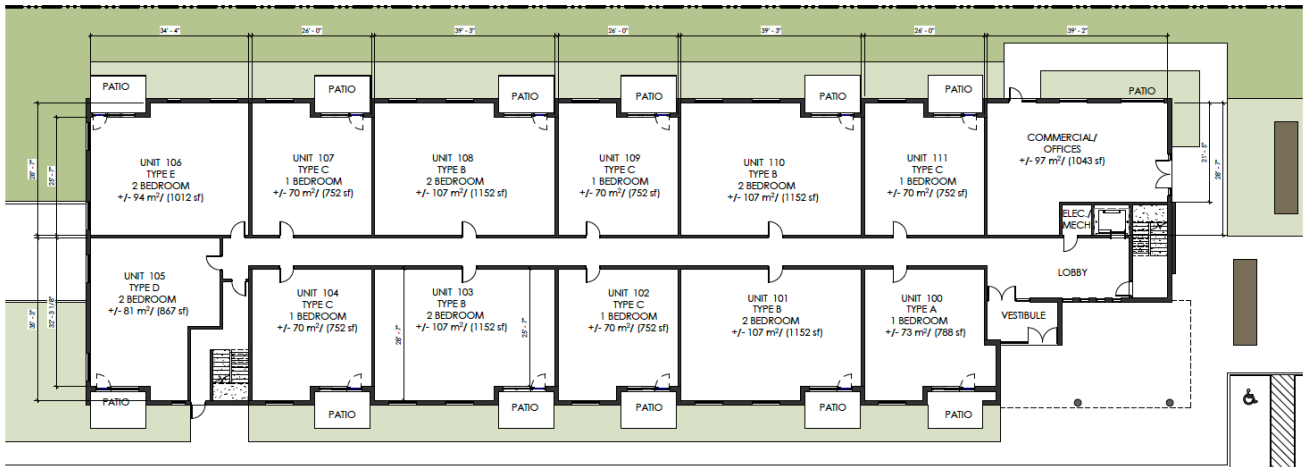 34' - 4"
26' - 0"
39' - 3"
26' - 0"
39' - 3"
26' - 0"
39' - 2"
PATIO
PATIO
PATIO
PATIO
PATIO
PATIO
PATIO
28' - 7"
25' - 7"
UNIT 106
TYPE E
2 BEDROOM
+/- 94 m²/ (1012 sf)
UNIT 107
TYPE C
1 BEDROOM
+/- 70 m²/ (752 sf)
UNIT 108
TYPE B
2 BEDROOM
+/- 107 m²/ (1152 sf)
UNIT 109
TYPE C
1 BEDROOM
+/- 70 m²/ (752 sf)
UNIT 110
TYPE B
2 BEDROOM
+/- 107 m²/ (1152 sf)
UNIT 111
TYPE C
1 BEDROOM
+/- 70 m²/ (752 sf)
COMMERCIAL/
OFFICES
+/- 97 m²/ (1043 sf)
21' - 5"
28' - 7"
ELEC./
MECH
LOBBY
VESTIBULE
35' - 3"
32' - 3 1/8"
UNIT 105
TYPE D
2 BEDROOM
+/- 81 m²/ (867 sf)
UNIT 104
TYPE C
1 BEDROOM
+/- 70 m²/ (752 sf)
UNIT 103
TYPE B
2 BEDROOM
+/- 107 m²/ (1152 sf)
28' - 7"
25' - 7"
UNIT 102
TYPE C
1 BEDROOM
+/- 70 m²/ (752 sf)
UNIT 101
TYPE B
2 BEDROOM
+/- 107 m²/ (1152 sf)
UNIT 100
TYPE A
1 BEDROOM
+/- 73 m²/ (788 sf)
PATIO
PATIO
PATIO
PATIO
PATIO
PATIO